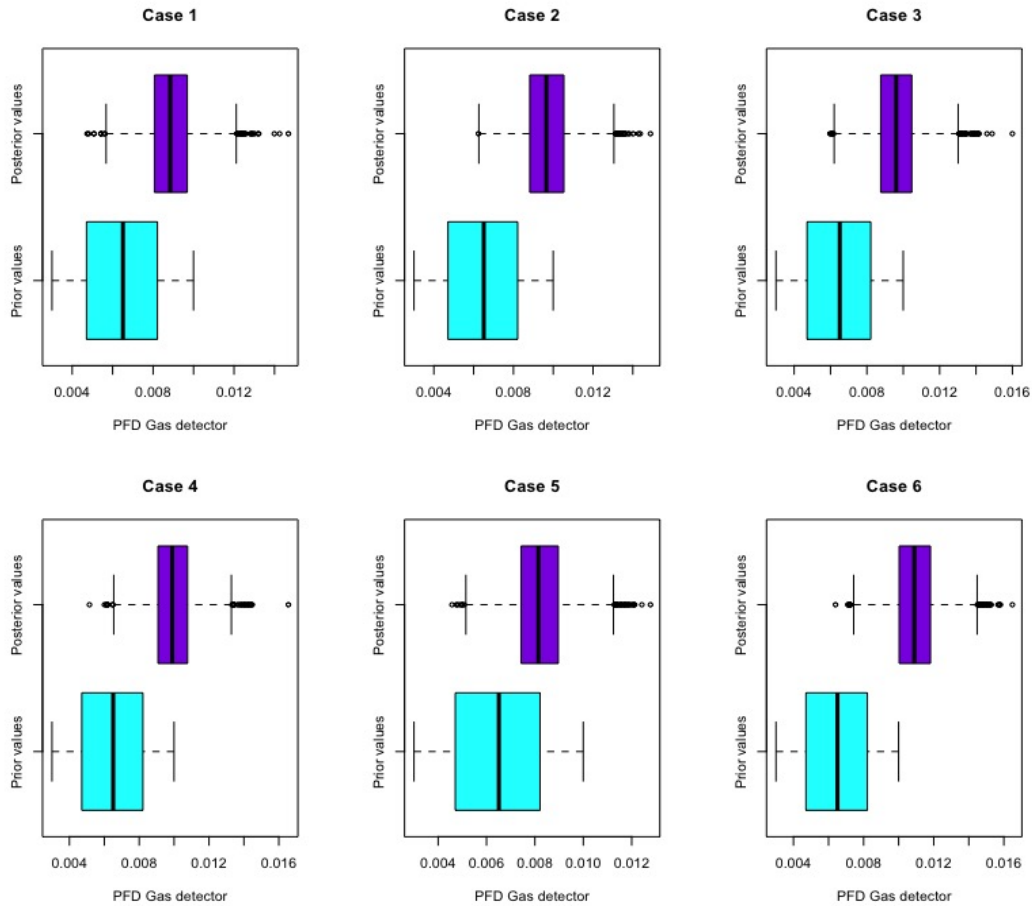 Case 1
Posterior values
Prior values
0.004 0.008 0.012
PFD Gas detector
Case 2
Posterior values
Prior values
0.004 0.008 0.012
PFD Gas detector
Case 3
Posterior values
Prior values
0.004 0.008 0.012 0.016
PFD Gas detector
Case 4
Posterior values
Prior values
0.004 0.008 0.012 0.016
PFD Gas detector
Case 5
Posterior values
Prior values
0.004 0.006 0.008 0.010 0.012
PFD Gas detector
Case 6
Posterior values
Prior values
0.004 0.008 0.012 0.016
PFD Gas detector